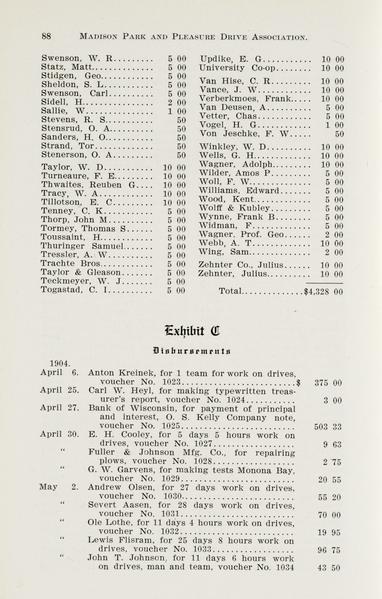 88 MADISON PARK AND PLEASURE DRIVE ASSOCIATION.
Swenson, W. R......... 5 00
Statz, Matt............ 5 00
Stidgen, Geo........... 5 00
Sheldon, S. L.......... 5 00
Swenson, Carl.......... 5 00
Sidell, H.............. 2 00
Sallie, W.............. 1 00
Stevens, R. S.......... 50
Stensrud, O. A......... 50
Sanders, H. O.......... 50
Strand, Tor............ 50
Stenerson, O. A........ 50
Taylor, W. D........... 10 00
Turneaure, F. E........ 10 00
Thwaites, Reuben G.... 10 00
Tracy, W. A............ 10 00
Tillotson, E. C........ 10 00
Tenney, C. K........... 5 00
Thorp, John M.......... 5 00
Tormey, Thomas S....... 5 00
Toussaint, H........... 5 00
Thuringer Samuel....... 5 00
Tressler, A. W......... 5 00
Trachte Bros........... 5 00
Taylor & Gleason....... 5 00
Teckmeyer, W. J........ 5 00
Togastad, C. I......... 5 00
Updike, E. G........... 10 00
University Co-op....... 10 00
Van Hise, C. R......... 10 00
Vance, J. W............ 10 00
Verberkmoes, Frank.... 10 00
Van Deusen, A.......... 5 00
Vetter, Chas........... 5 00
Vogel, H. G............ 1 00
Von Jeschke, F. W..... 50
Winkley, W. D.......... 10 00
Wells, G. H............ 10 00
Wagner, Adolph......... 10 00
Wilder, Amos P......... 5 00
Woll, F. W............. 5 00
Williams, Edward....... 5 00
Wood, Kent............. 5 00
Wolff & Kubley......... 5 00
Wynne, Frank B......... 5 00
Widman, F.............. 5 00
Wagner, Prof. Geo...... 2 00
Webb, A. T............. 10 00
Wing, Sam.............. 2 00
Zehnter Co., Julius.... 10 00
Zehnter, Julius........ 10 00
Total.............$4,328 00
Exhibit C
Disbursements
1904.
April 6. Anton Kreinek, for 1 team for work on drives,
voucher No. 1023......................$ 375 00
April 25. Carl W. Heyl, for making typewritten treas-
urer's report, voucher No. 1024........... 3 00
April 27. Bank of Wisconsin, for payment of principal
and interest, O. S. Kelly Company note,
voucher No. 1025...................... 503 33
April 30. E. H. Cooley, for 5 days 5 hours work on
drives, voucher No. 1027................ 9 63
" Fuller & Johnson Mfg. Co., for repairing
plows, voucher No. 1028................ 2 75
" G. W. Garvens, for making tests Monona Bay,
voucher No. 1029...................... 20 55
May 2. Andrew Olsen, for 27 days work on drives,
voucher No. 1030...................... 55 20
" Severt Aasen, for 28 days work on drives,
voucher No. 1031...................... 70 00
" Ole Lothe, for 11 days 4 hours work on drives,
voucher No. 1032...................... 19 95
" Lewis Flisram, for 25 days 8 hours work on
drives, voucher No. 1033................ 96 75
" John T. Johnson, for 11 days 6 hours work
on drives, man and team, voucher No. 1034 43 50